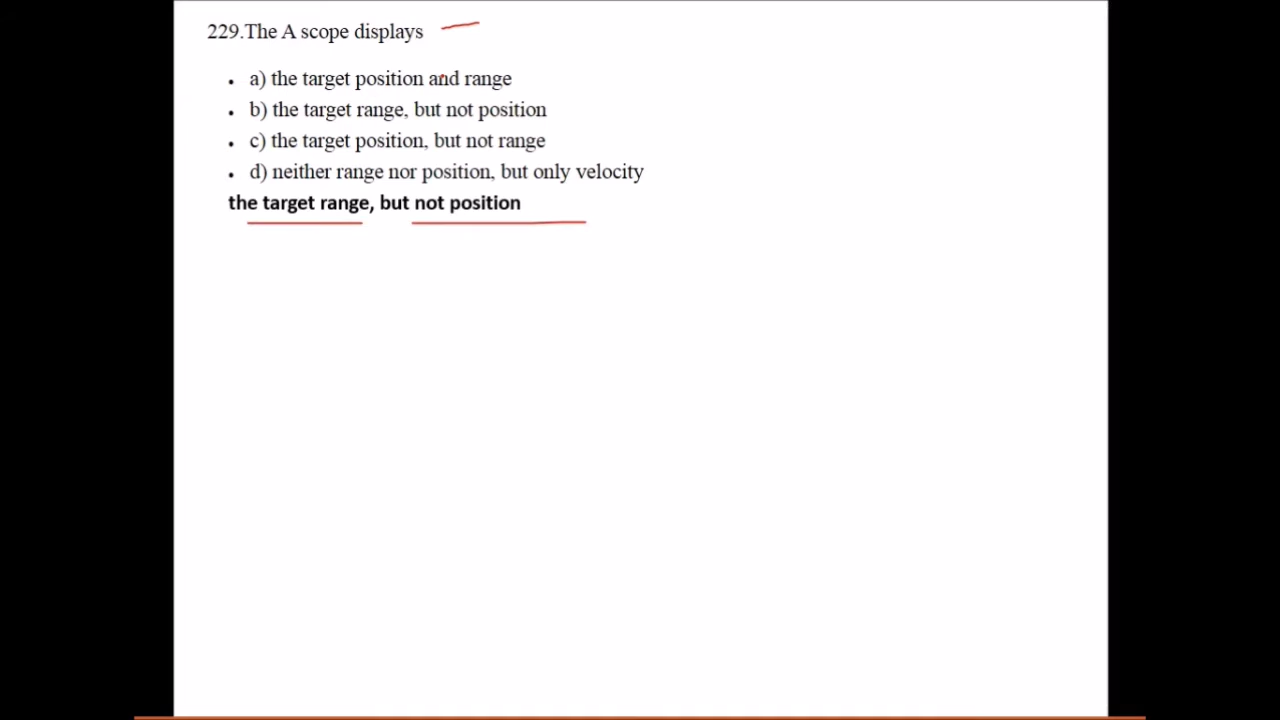 229.The A scope displays
• a) the target position and range
• b) the target range, but not position
• c) the target position, but not range
• d) neither range nor position, but only velocity
the target range, but not position